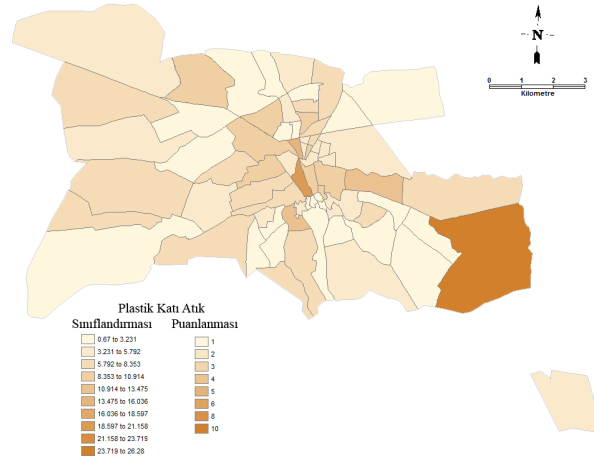 N
0 1 2 3
Kilometre
Plastik Katı Atık
Sınıflandırması Puanlanması
0.67 to 3.231 1
3.231 to 5.792 2
5.792 to 8.353 3
8.353 to 10.914 4
10.914 to 13.475 5
13.475 to 16.036 6
16.036 to 18.597 8
18.597 to 21.158 10
21.158 to 23.719
23.719 to 26.28